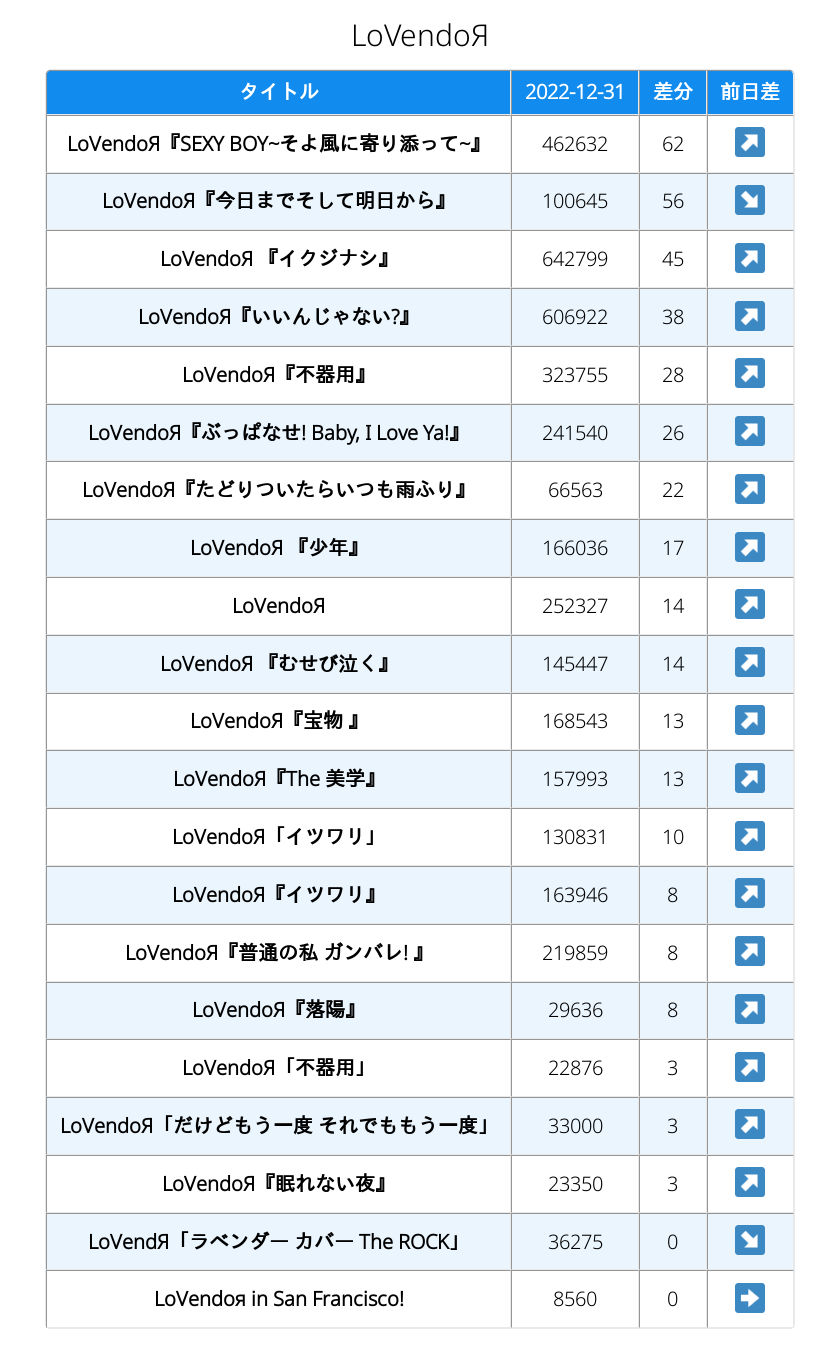 LoVendoЯ
タイトル 2022-12-31 差分 前日差
LoVendoЯ『SEXY BOY~そよ風に寄り添って~』 462632 62 ↗
LoVendoЯ『今日までそして明日から』 100645 56 ↘
LoVendoЯ 『イクジナシ』 642799 45 ↗
LoVendoЯ『いいんじゃない?』 606922 38 ↗
LoVendoЯ『不器用』 323755 28 ↗
LoVendoЯ『ぶっぱなせ! Baby, I Love Ya!』 241540 26 ↗
LoVendoЯ『たどりついたらいつも雨ふり』 66563 22 ↗
LoVendoЯ 『少年』 166036 17 ↗
LoVendoЯ 252327 14 ↗
LoVendoЯ 『むせび泣く』 145447 14 ↗
LoVendoЯ『宝物 』 168543 13 ↗
LoVendoЯ『The 美学』 157993 13 ↗
LoVendoЯ「イツワリ」 130831 10 ↗
LoVendoЯ『イツワリ』 163946 8 ↗
LoVendoЯ『普通の私 ガンバレ! 』 219859 8 ↗
LoVendoЯ『落陽』 29636 8 ↗
LoVendoЯ「不器用」 22876 3 ↗
LoVendoЯ「だけどもう一度 それでももう一度」 33000 3 ↗
LoVendoЯ『眠れない夜』 23350 3 ↗
LoVendЯ「ラベンダー カバー The ROCK」 36275 0 ↘
LoVendoя in San Francisco! 8560 0 ➡